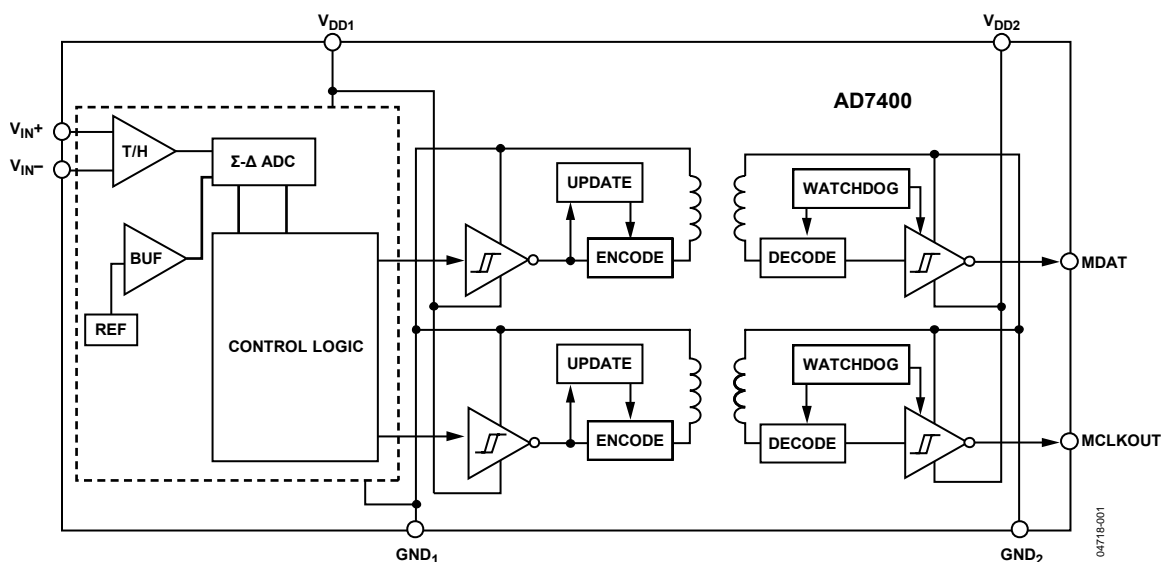 V_DD1
V_DD2
AD7400
V_IN+
V_IN−
T/H
Σ-Δ ADC
BUF
REF
CONTROL LOGIC
UPDATE
ENCODE
WATCHDOG
DECODE
MDAT
UPDATE
ENCODE
WATCHDOG
DECODE
MCLKOUT
GND_1
GND_2
04718-001